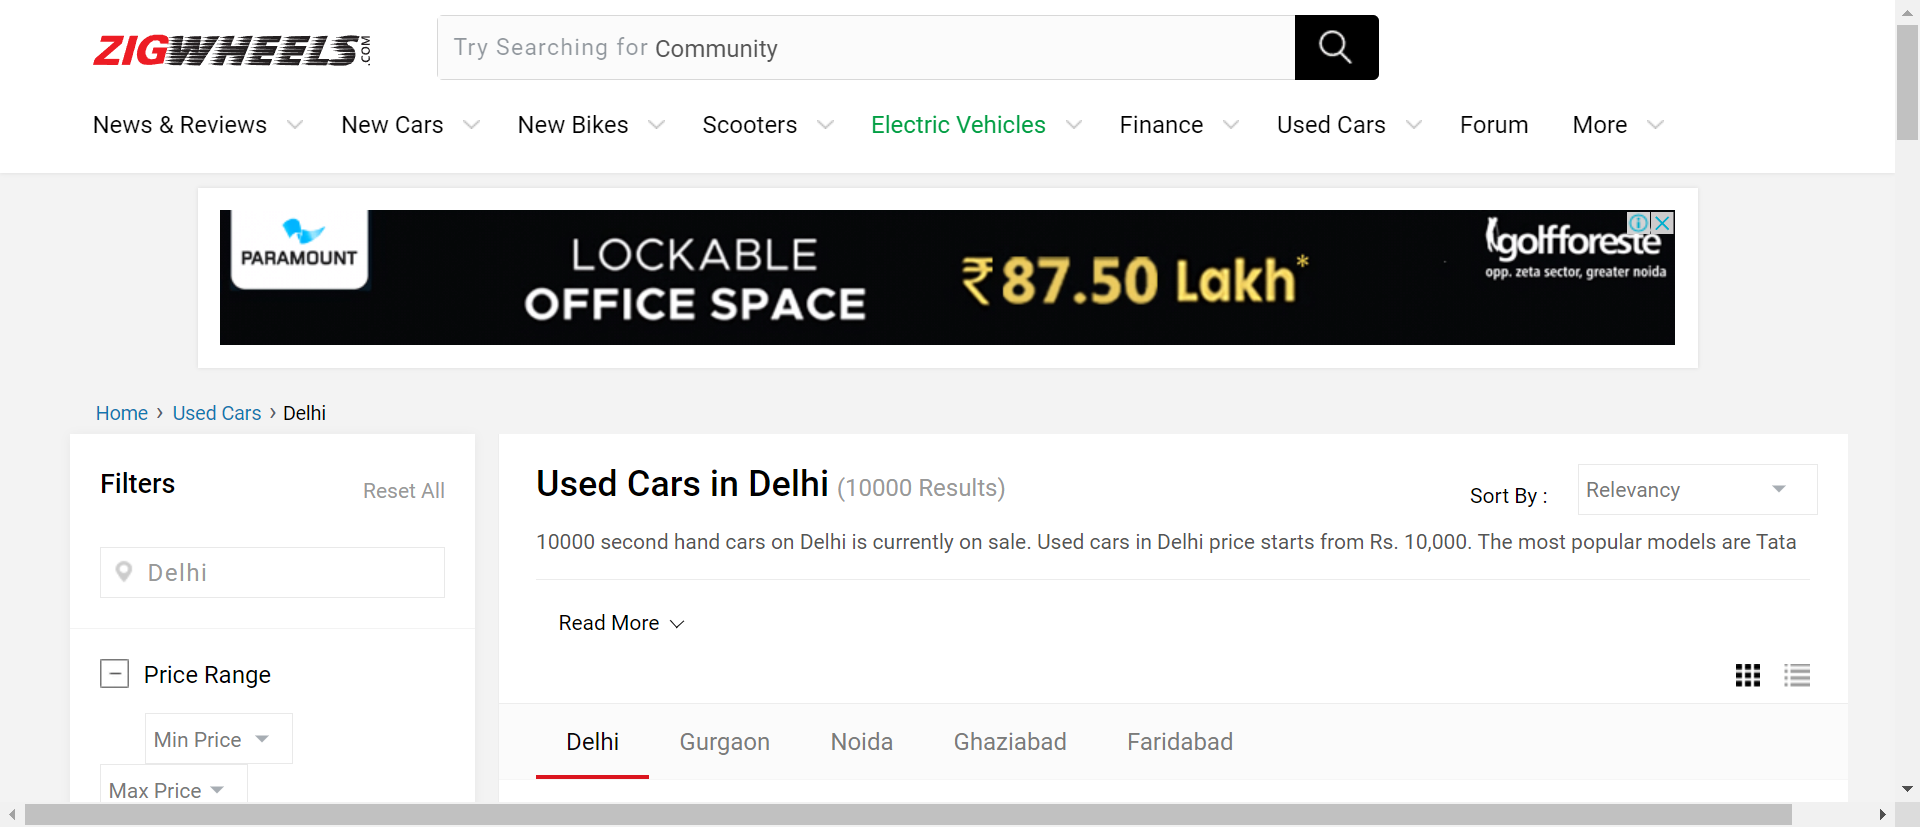 ZIGWHEELS.COM
Try Searching for Community
News & Reviews New Cars New Bikes Scooters Electric Vehicles Finance Used Cars Forum More
PARAMOUNT
LOCKABLE
OFFICE SPACE
₹87.50 Lakh*
golfforeste
opp. zeta sector, greater noida
Home › Used Cars › Delhi
Filters
Reset All
Delhi
Price Range
Min Price
Max Price
Used Cars in Delhi (10000 Results)
Sort By : Relevancy
10000 second hand cars on Delhi is currently on sale. Used cars in Delhi price starts from Rs. 10,000. The most popular models are Tata
Read More
Delhi Gurgaon Noida Ghaziabad Faridabad